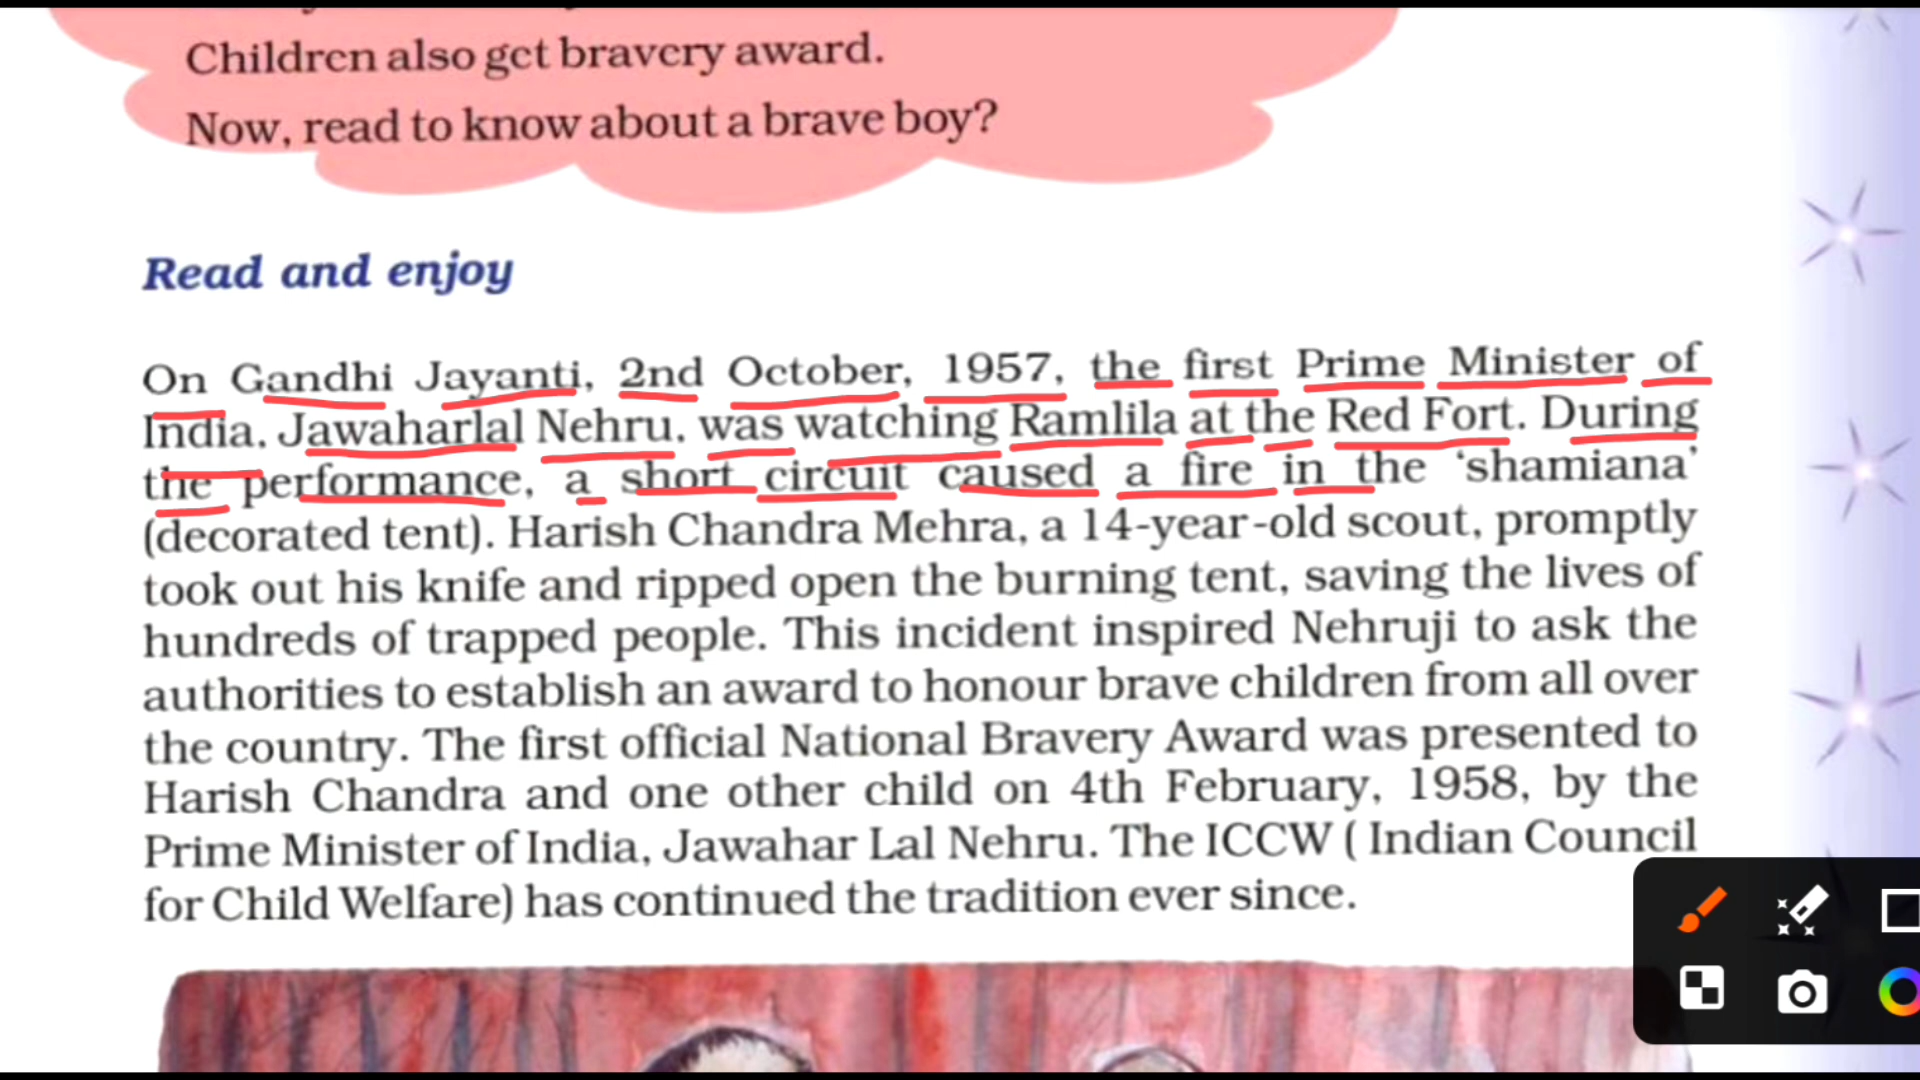 Children also get bravery award.
Now, read to know about a brave boy?
Read and enjoy
On Gandhi Jayanti, 2nd October, 1957, the first Prime Minister of
India, Jawaharlal Nehru, was watching Ramlila at the Red Fort. During
the performance, a short circuit caused a fire in the ‘shamiana’
(decorated tent). Harish Chandra Mehra, a 14-year-old scout, promptly
took out his knife and ripped open the burning tent, saving the lives of
hundreds of trapped people. This incident inspired Nehruji to ask the
authorities to establish an award to honour brave children from all over
the country. The first official National Bravery Award was presented to
Harish Chandra and one other child on 4th February, 1958, by the
Prime Minister of India, Jawahar Lal Nehru. The ICCW ( Indian Council
for Child Welfare) has continued the tradition ever since.